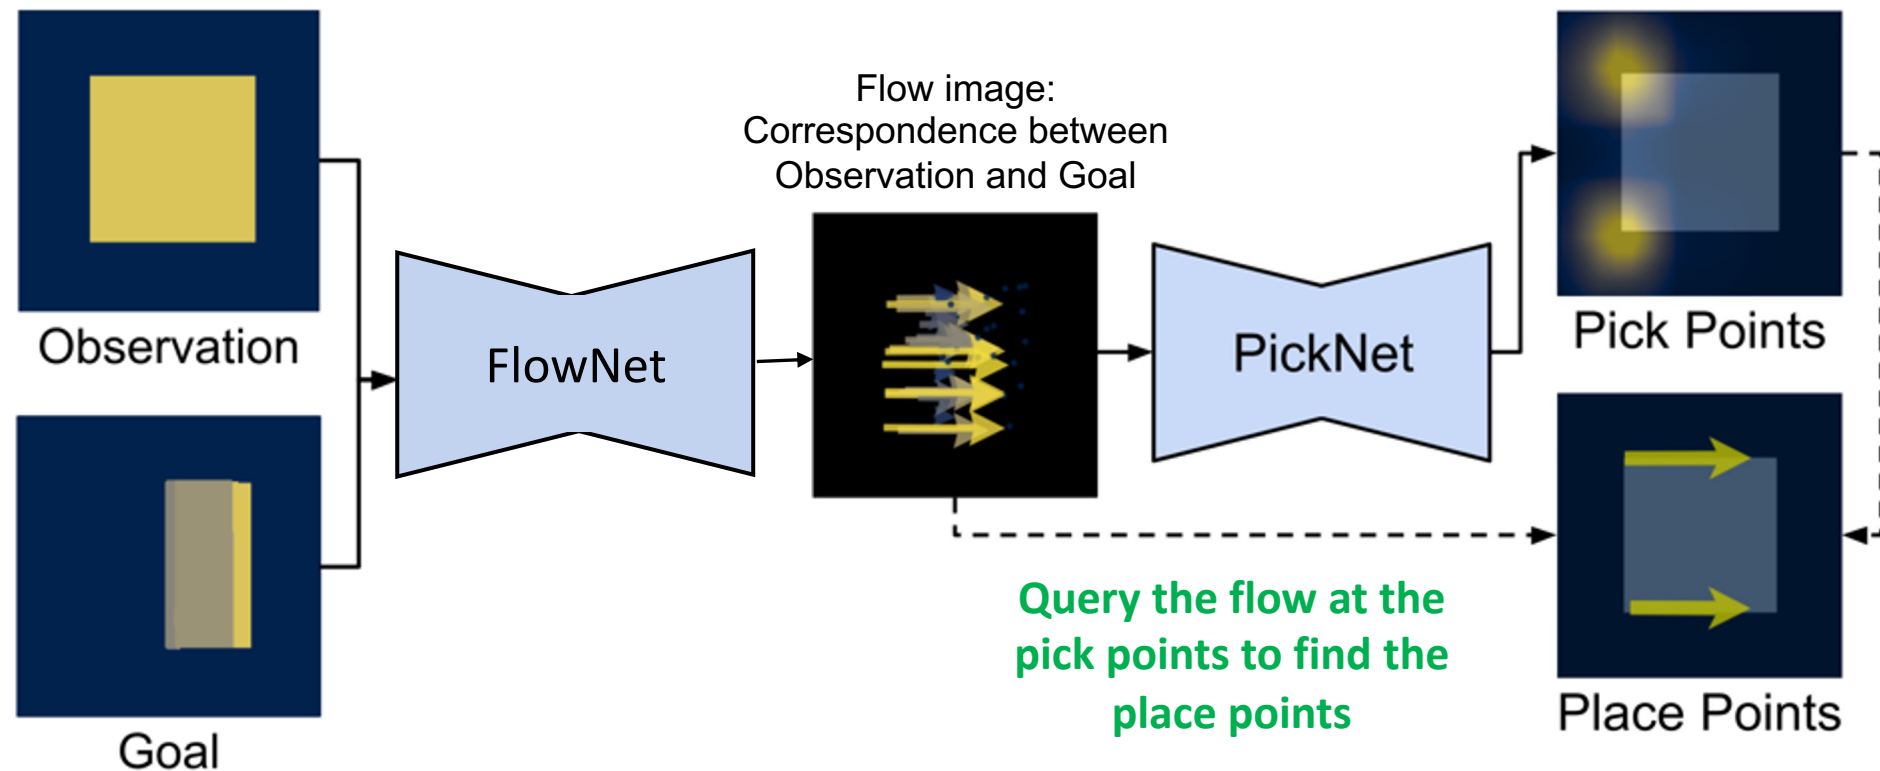 Observation
Goal
FlowNet
Flow image:
Correspondence between
Observation and Goal
PickNet
Pick Points
Query the flow at the
pick points to find the
place points
Place Points